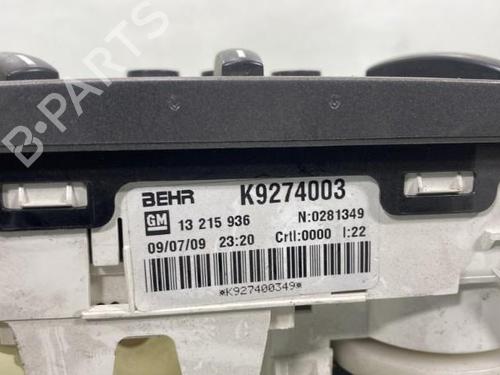 B-PARTS
BEHR K9274003
GM 13 215 936 N:0281349
09/07/09 23:20 Crtl:0000 I:22
*K927400349*